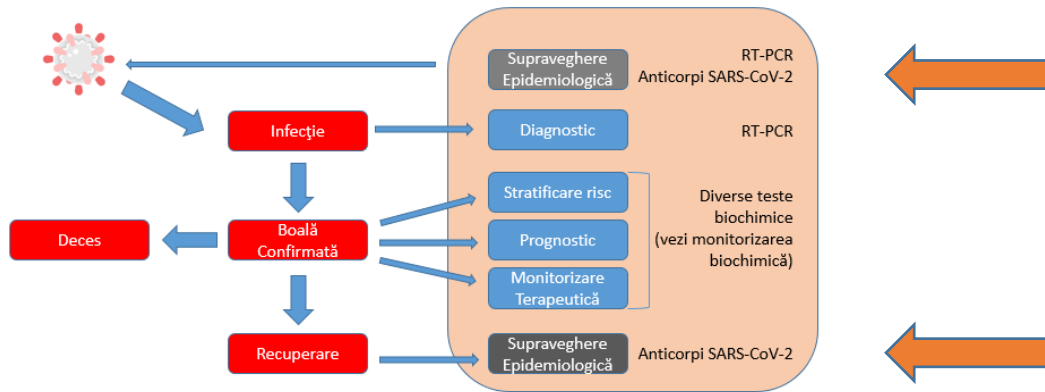 Supraveghere
Epidemiologică
RT-PCR
Anticorpi SARS-CoV-2
Infecţie
Diagnostic
RT-PCR
Stratificare risc
Diverse teste
biochimice
(vezi monitorizarea
biochimică)
Deces
Boală
Confirmată
Prognostic
Monitorizare
Terapeutică
Recuperare
Supraveghere
Epidemiologică
Anticorpi SARS-CoV-2